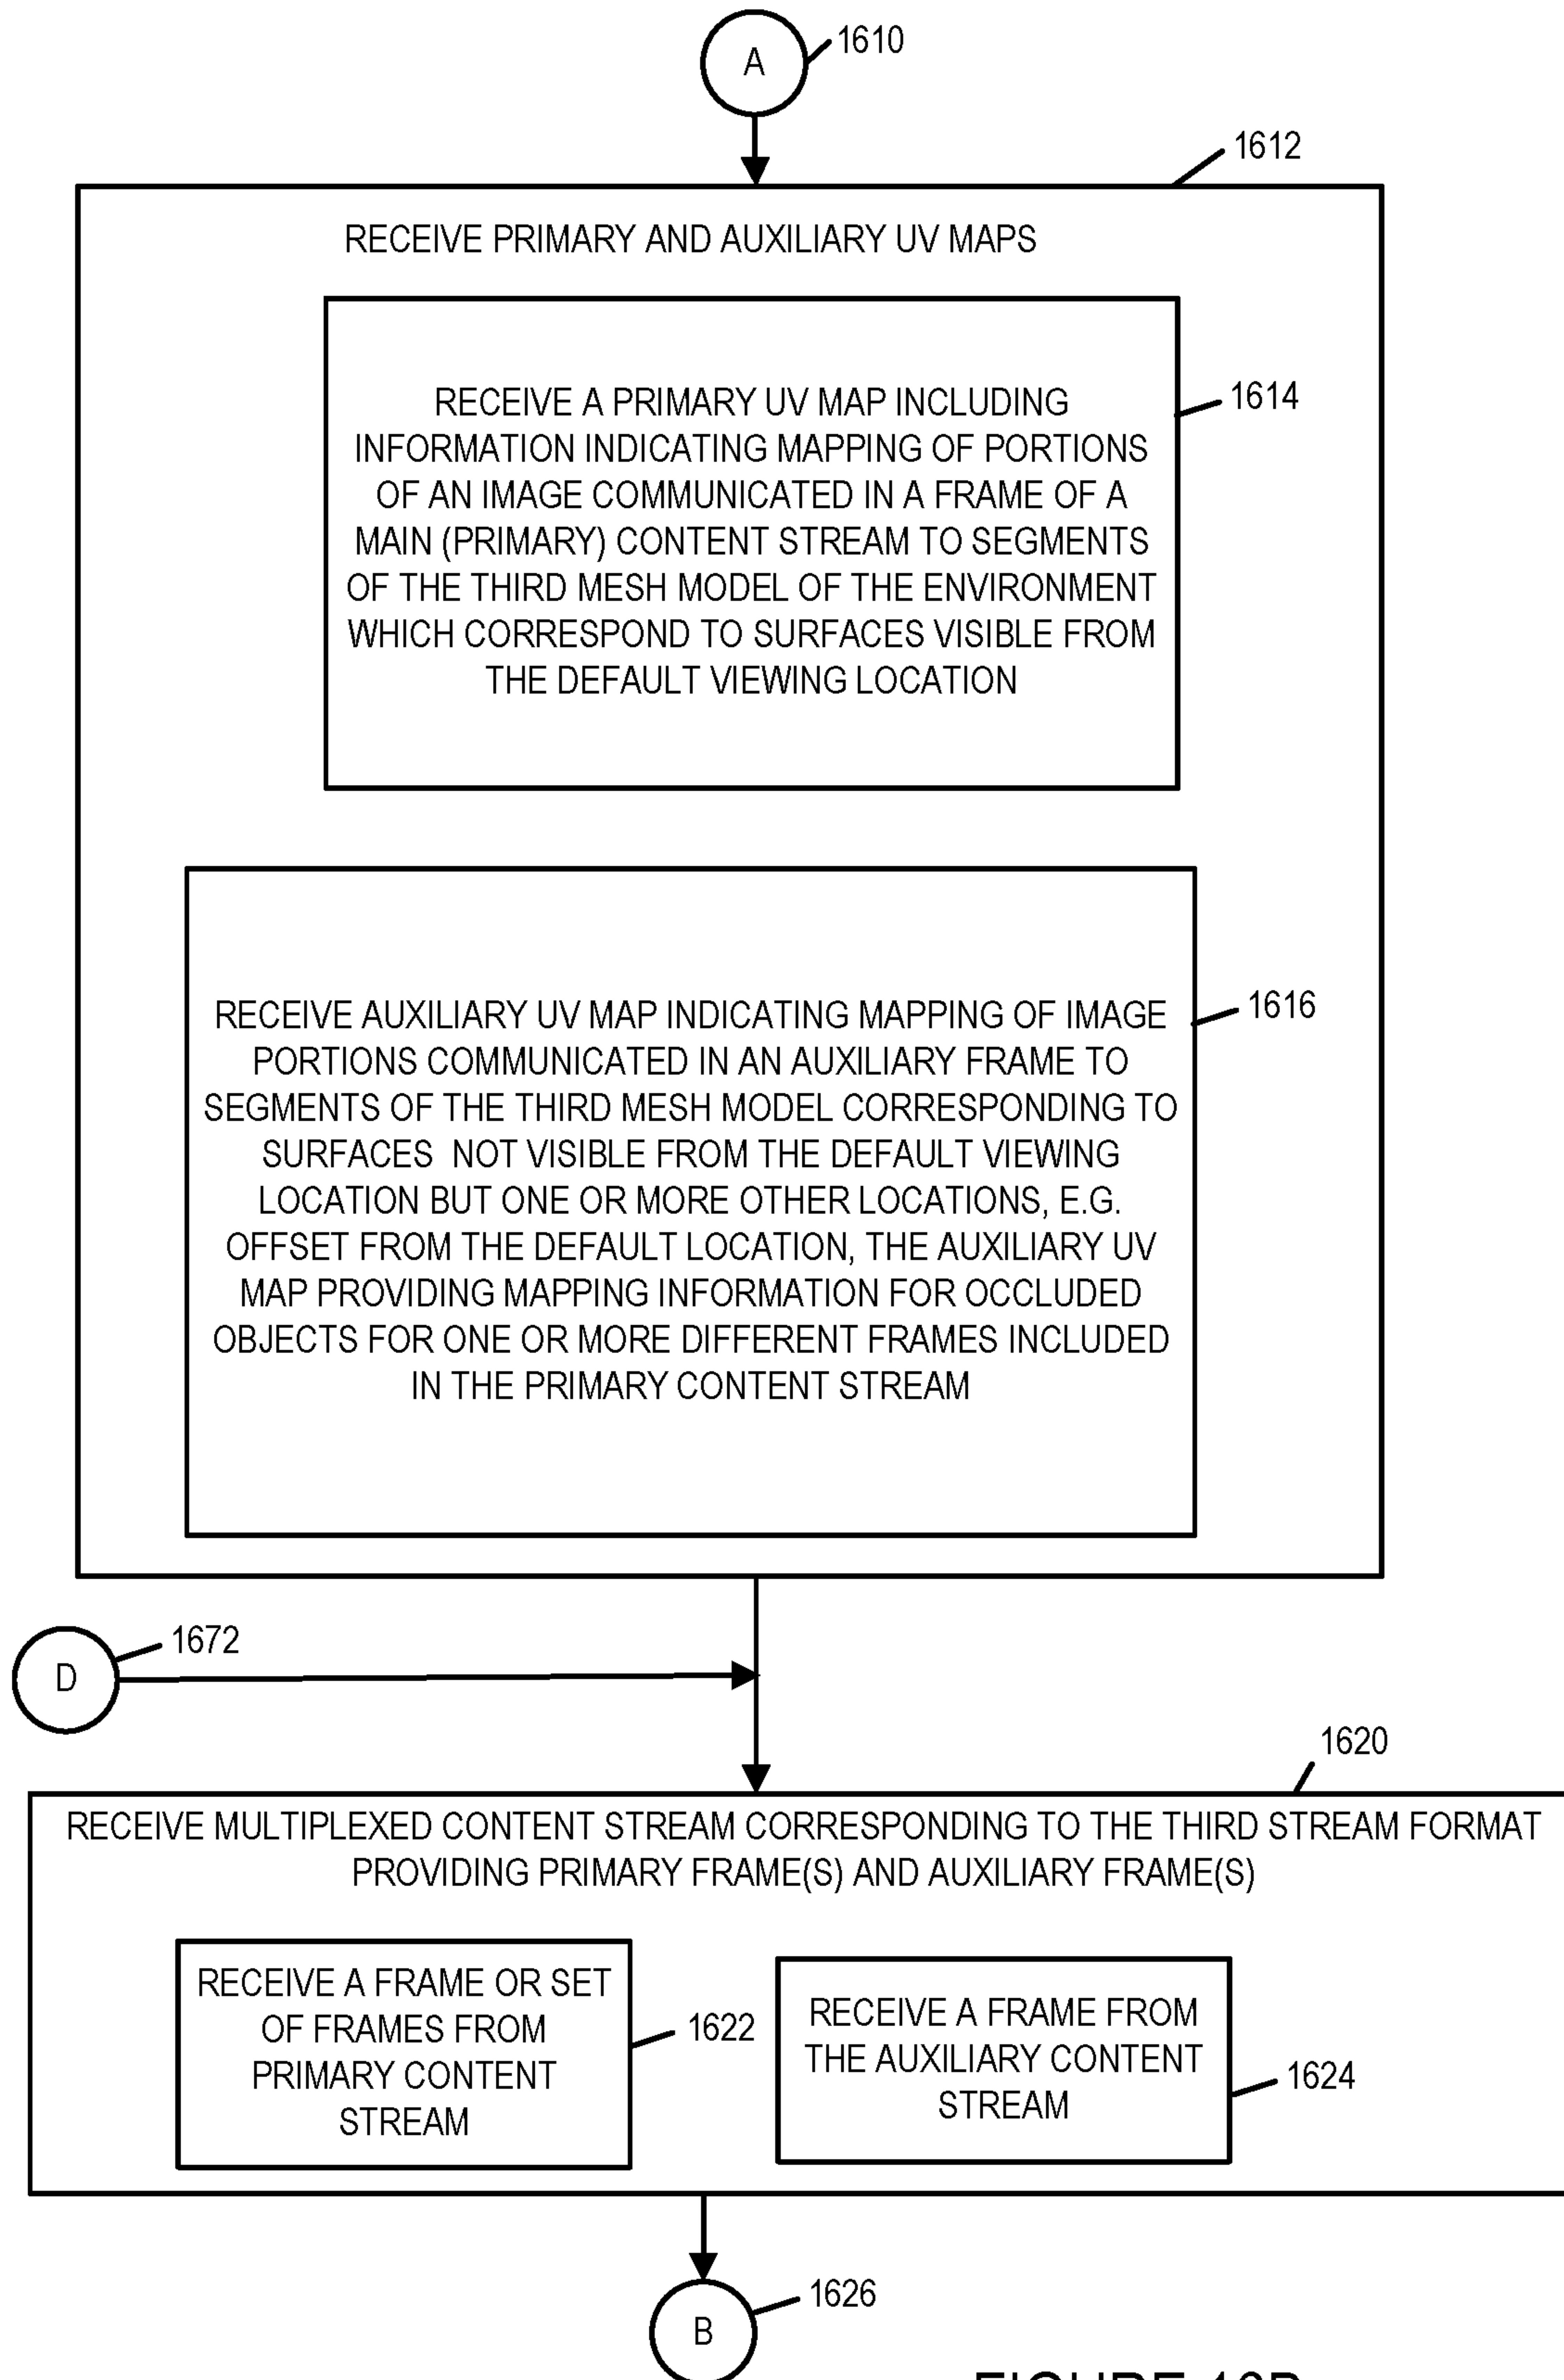 A
1610
1612
RECEIVE PRIMARY AND AUXILIARY UV MAPS
RECEIVE A PRIMARY UV MAP INCLUDING
INFORMATION INDICATING MAPPING OF PORTIONS
OF AN IMAGE COMMUNICATED IN A FRAME OF A
MAIN (PRIMARY) CONTENT STREAM TO SEGMENTS
OF THE THIRD MESH MODEL OF THE ENVIRONMENT
WHICH CORRESPOND TO SURFACES VISIBLE FROM
THE DEFAULT VIEWING LOCATION
1614
RECEIVE AUXILIARY UV MAP INDICATING MAPPING OF IMAGE
PORTIONS COMMUNICATED IN AN AUXILIARY FRAME TO
SEGMENTS OF THE THIRD MESH MODEL CORRESPONDING TO
SURFACES NOT VISIBLE FROM THE DEFAULT VIEWING
LOCATION BUT ONE OR MORE OTHER LOCATIONS, E.G.
OFFSET FROM THE DEFAULT LOCATION, THE AUXILIARY UV
MAP PROVIDING MAPPING INFORMATION FOR OCCLUDED
OBJECTS FOR ONE OR MORE DIFFERENT FRAMES INCLUDED
IN THE PRIMARY CONTENT STREAM
1616
D
1672
1620
RECEIVE MULTIPLEXED CONTENT STREAM CORRESPONDING TO THE THIRD STREAM FORMAT
PROVIDING PRIMARY FRAME(S) AND AUXILIARY FRAME(S)
RECEIVE A FRAME OR SET
OF FRAMES FROM
PRIMARY CONTENT
STREAM
1622
RECEIVE A FRAME FROM
THE AUXILIARY CONTENT
STREAM
1624
B
1626